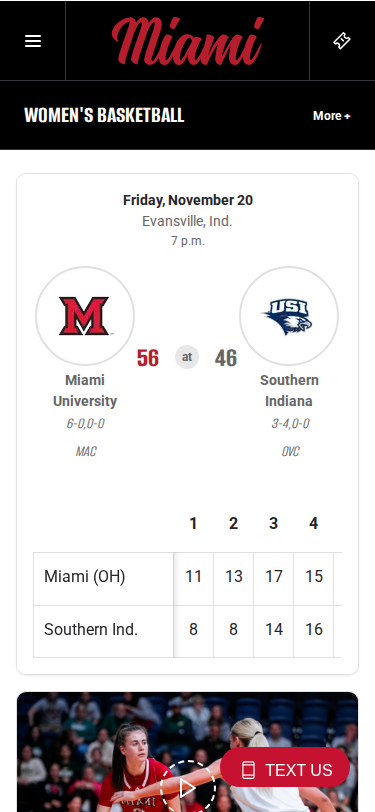 Miami
WOMEN'S BASKETBALL
More +
Friday, November 20
Evansville, Ind.
7 p.m.
M
USI
56 at 46
Miami University
6-0,0-0
MAC
Southern Indiana
3-4,0-0
OVC
1 2 3 4
Miami (OH) 11 13 17 15
Southern Ind. 8 8 14 16
TEXT US